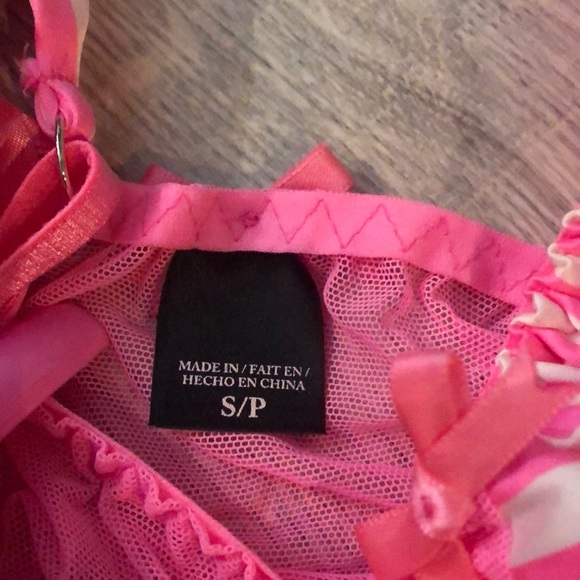 MADE IN / FAIT EN /
HECHO EN CHINA
S/P